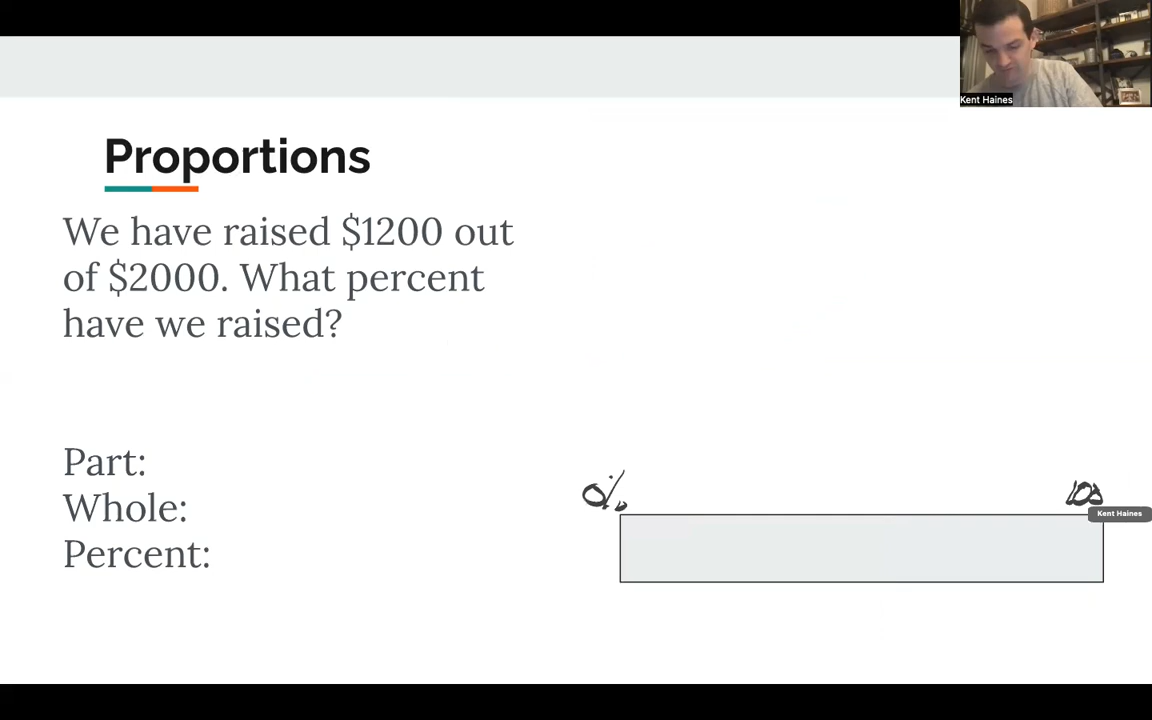 Kent Haines
Proportions
We have raised $1200 out
of $2000. What percent
have we raised?
Part:
Whole:
Percent:
0%
100
Kent Haines